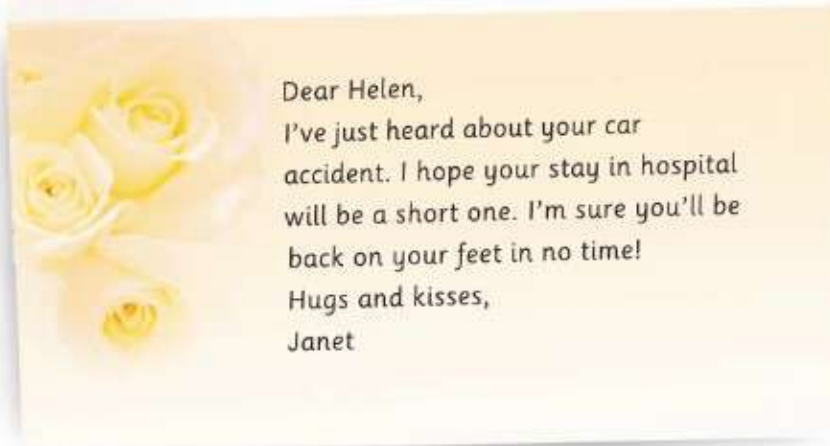 Dear Helen,
I've just heard about your car
accident. I hope your stay in hospital
will be a short one. I'm sure you'll be
back on your feet in no time!
Hugs and kisses,
Janet